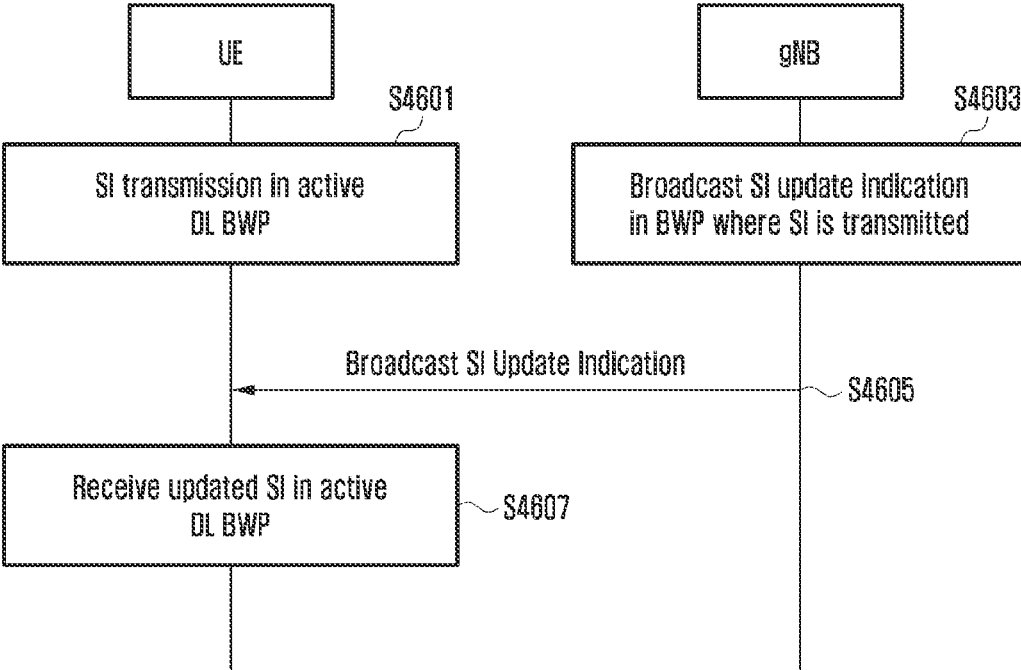 UE
gNB
S4601
S4603
SI transmission in active
DL BWP
Broadcast SI update indication
in BWP where SI is transmitted
Broadcast SI Update Indication
S4605
Receive updated SI in active
DL BWP
S4607